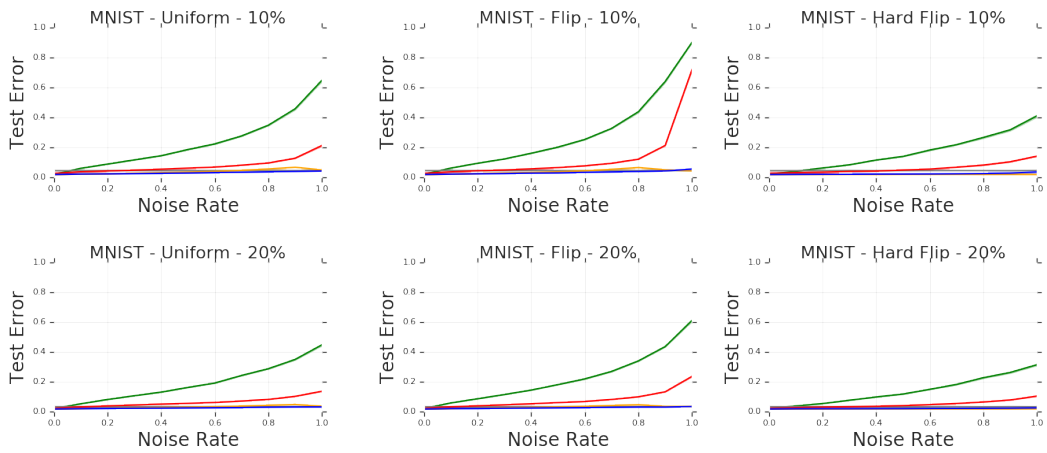 MNIST - Uniform - 10%
1.0
0.8
0.6
0.4
0.2
0.0
Test Error
0.0 0.2 0.4 0.6 0.8 1.0
Noise Rate
MNIST - Flip - 10%
1.0
0.8
0.6
0.4
0.2
0.0
Test Error
0.0 0.2 0.4 0.6 0.8 1.0
Noise Rate
MNIST - Hard Flip - 10%
1.0
0.8
0.6
0.4
0.2
0.0
Test Error
0.0 0.2 0.4 0.6 0.8 1.0
Noise Rate
MNIST - Uniform - 20%
1.0
0.8
0.6
0.4
0.2
0.0
Test Error
0.0 0.2 0.4 0.6 0.8 1.0
Noise Rate
MNIST - Flip - 20%
1.0
0.8
0.6
0.4
0.2
0.0
Test Error
0.0 0.2 0.4 0.6 0.8 1.0
Noise Rate
MNIST - Hard Flip - 20%
1.0
0.8
0.6
0.4
0.2
0.0
Test Error
0.0 0.2 0.4 0.6 0.8 1.0
Noise Rate